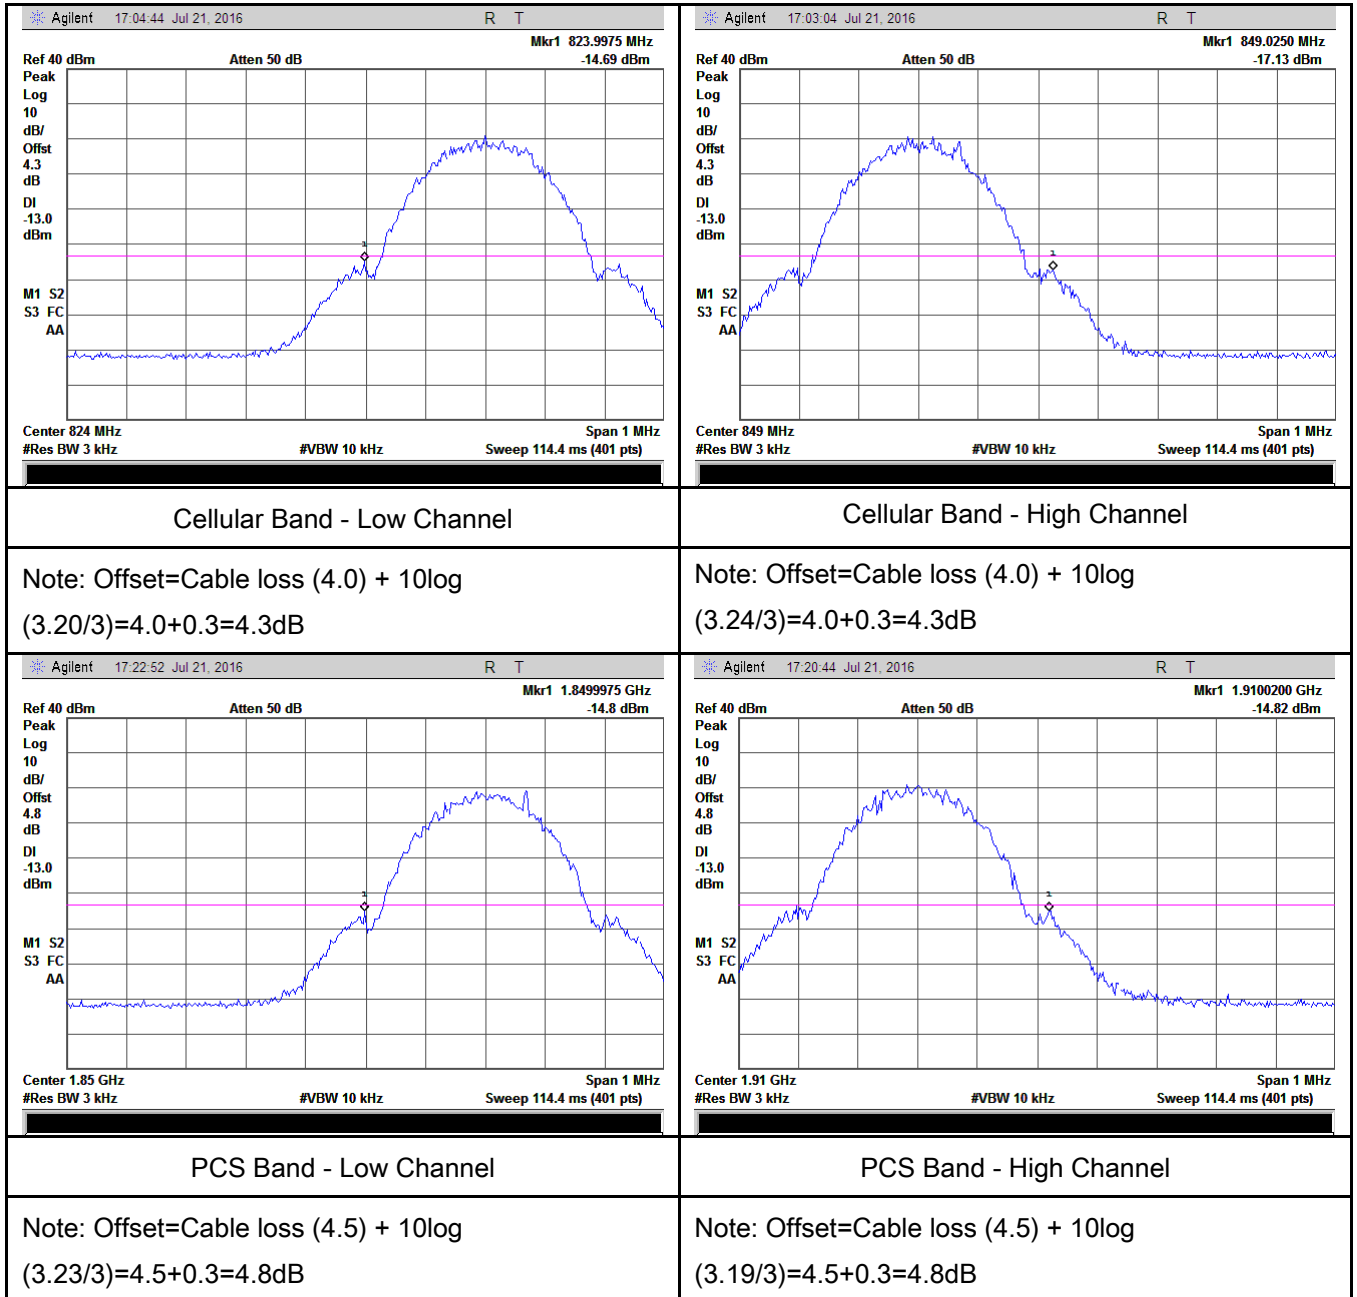 Agilent 17:04:44 Jul 21, 2016 R T
Mkr1 823.9975 MHz
Ref 40 dBm Atten 50 dB -14.69 dBm
Peak
Log
10
dB/
Offst
4.3
dB
DI
-13.0
dBm
1
M1 S2
S3 FC
AA
Center 824 MHz Span 1 MHz
#Res BW 3 kHz #VBW 10 kHz Sweep 114.4 ms (401 pts)
Agilent 17:03:04 Jul 21, 2016 R T
Mkr1 849.0250 MHz
Ref 40 dBm Atten 50 dB -17.13 dBm
Peak
Log
10
dB/
Offst
4.3
dB
DI
-13.0
dBm
1
M1 S2
S3 FC
AA
Center 849 MHz Span 1 MHz
#Res BW 3 kHz #VBW 10 kHz Sweep 114.4 ms (401 pts)
Cellular Band - Low Channel
Cellular Band - High Channel
Note: Offset=Cable loss (4.0) + 10log
(3.20/3)=4.0+0.3=4.3dB
Note: Offset=Cable loss (4.0) + 10log
(3.24/3)=4.0+0.3=4.3dB
Agilent 17:22:52 Jul 21, 2016 R T
Mkr1 1.8499975 GHz
Ref 40 dBm Atten 50 dB -14.8 dBm
Peak
Log
10
dB/
Offst
4.8
dB
DI
-13.0
dBm
1
M1 S2
S3 FC
AA
Center 1.85 GHz Span 1 MHz
#Res BW 3 kHz #VBW 10 kHz Sweep 114.4 ms (401 pts)
Agilent 17:20:44 Jul 21, 2016 R T
Mkr1 1.9100200 GHz
Ref 40 dBm Atten 50 dB -14.82 dBm
Peak
Log
10
dB/
Offst
4.8
dB
DI
-13.0
dBm
1
M1 S2
S3 FC
AA
Center 1.91 GHz Span 1 MHz
#Res BW 3 kHz #VBW 10 kHz Sweep 114.4 ms (401 pts)
PCS Band - Low Channel
PCS Band - High Channel
Note: Offset=Cable loss (4.5) + 10log
(3.23/3)=4.5+0.3=4.8dB
Note: Offset=Cable loss (4.5) + 10log
(3.19/3)=4.5+0.3=4.8dB